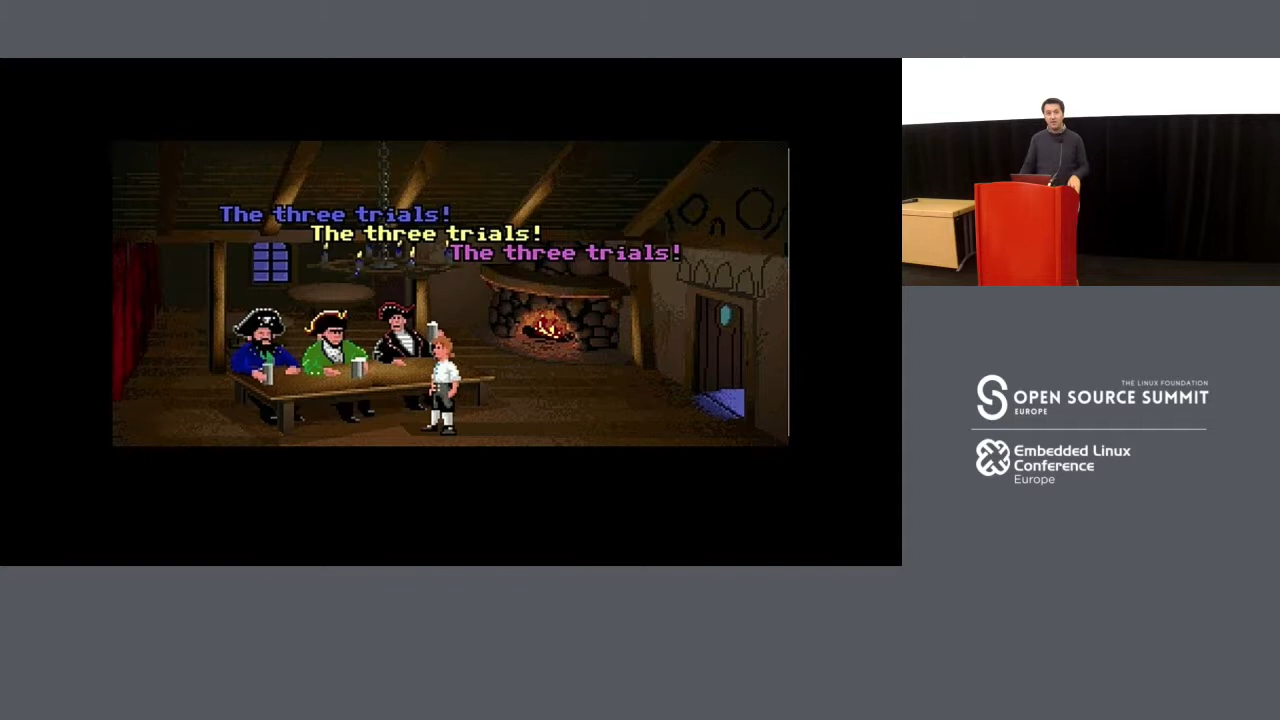 The three trials!
The three trials!
The three trials!
THE LINUX FOUNDATION
OPEN SOURCE SUMMIT
EUROPE
Embedded Linux
Conference
Europe